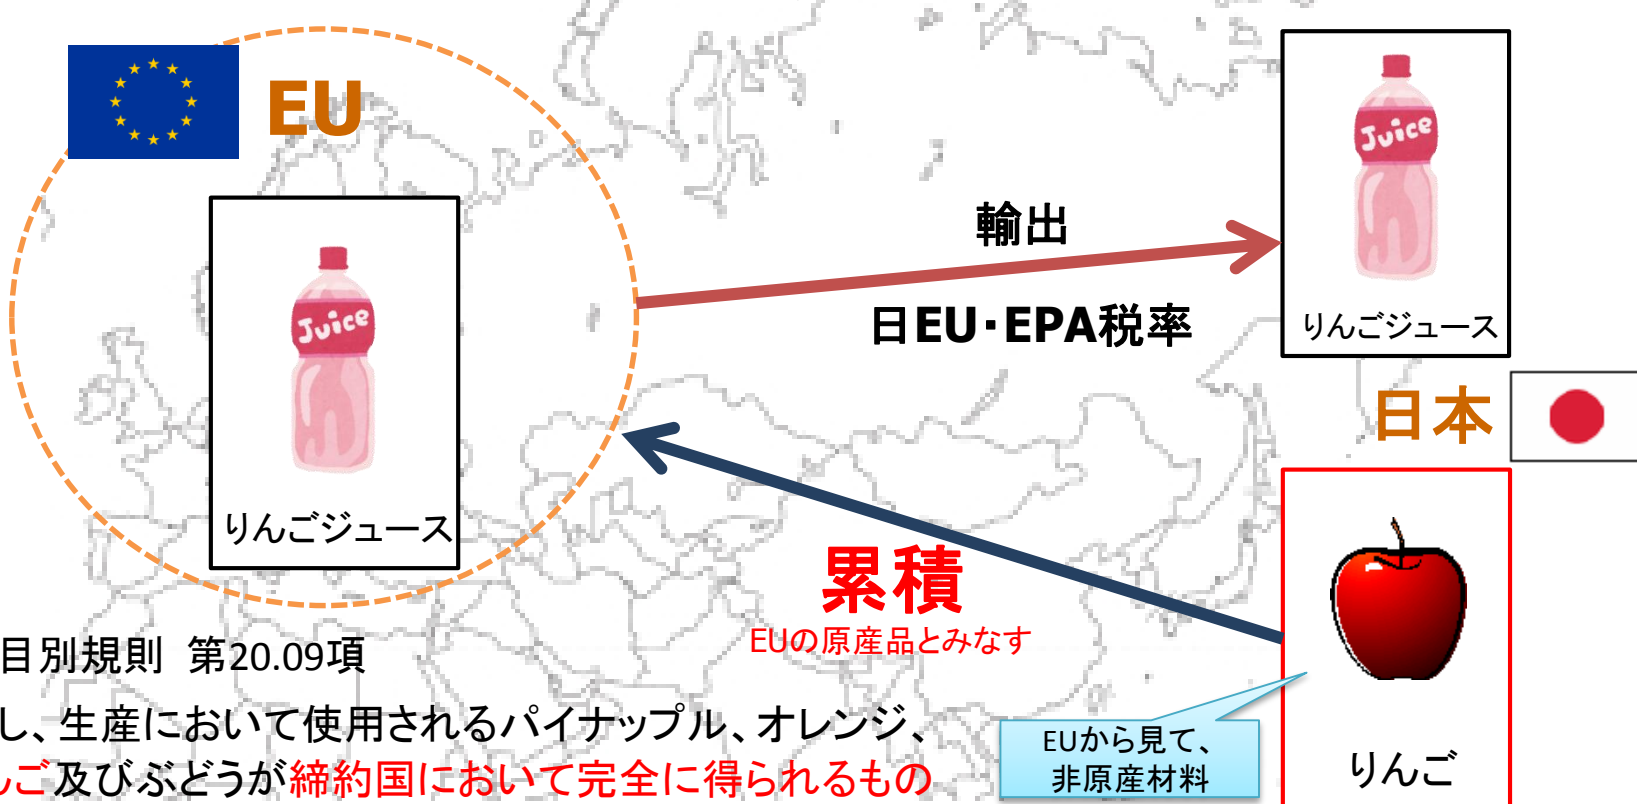 EU
Juice
輸出
日EU・EPA税率
Juice
りんごジュース
りんごジュース
日本
累積
EUの原産品とみなす
目別規則 第20.09項
し、生産において使用されるパイナップル、オレンジ、
んご及びぶどうが締約国において完全に得られるもの
EUから見て、
非原産材料
りんご